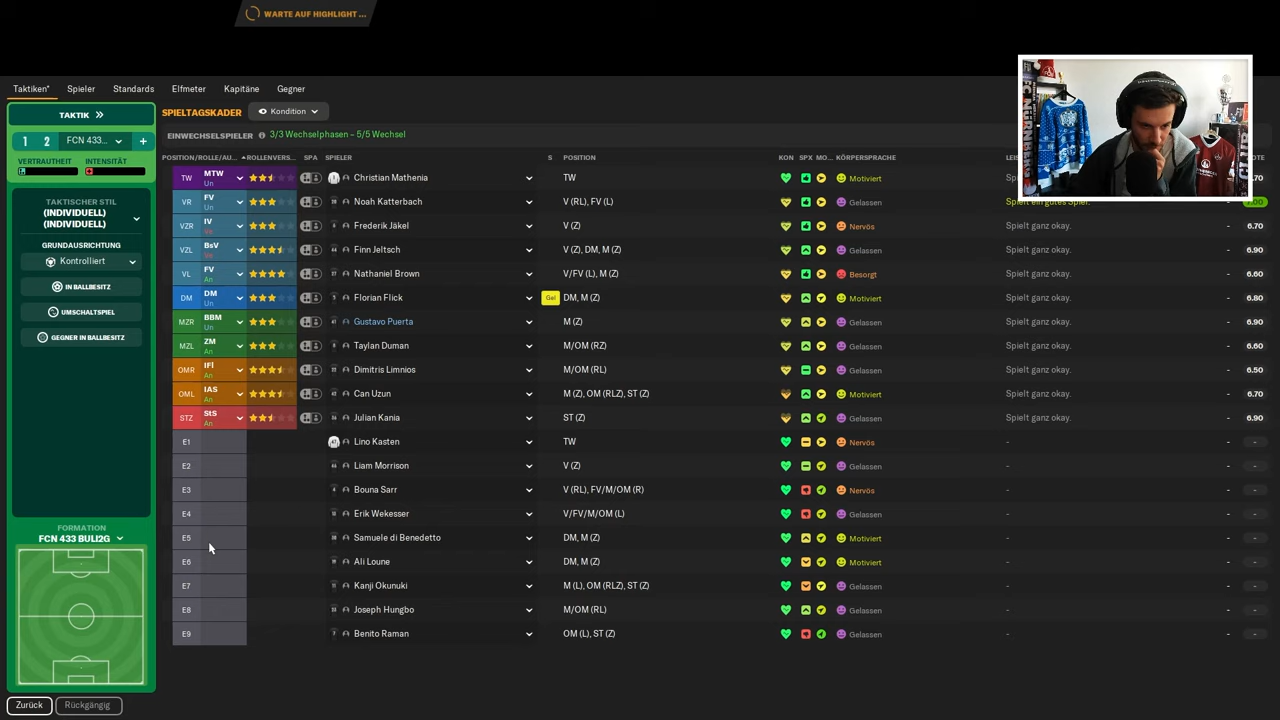 WARTE AUF HIGHLIGHT ...
Taktiken* Spieler Standards Elfmeter Kapitäne Gegner
TAKTIK
SPIELTAGSKADER Kondition
1 2 FCN 433... +
EINWECHSELSPIELER 3/3 Wechselphasen – 5/5 Wechsel
VERTRAUTHEIT INTENSITÄT
POSITION/ROLLE/AU... ROLLENVERS... SPA SPIELER S POSITION KON SPX MO... KÖRPERSPRACHE
TW MTW Un Christian Mathenia TW Motiviert
VR FV Un Noah Katterbach V (RL), FV (L) Gelassen Spielt ein gutes Spiel.
VZR IV Ve Frederik Jäkel V (Z) Nervös Spielt ganz okay. - 6.70
VZL BsV Ve Finn Jeltsch V (Z), DM, M (Z) Gelassen Spielt ganz okay. - 6.90
VL FV An Nathaniel Brown V/FV (L), M (Z) Besorgt Spielt ganz okay. - 6.60
DM DM Un Florian Flick Gel DM, M (Z) Motiviert Spielt ganz okay. - 6.80
MZR BBM Un Gustavo Puerta M (Z) Gelassen Spielt ganz okay. - 6.90
MZL ZM An Taylan Duman M/OM (RZ) Gelassen Spielt ganz okay. - 6.60
OMR IFl An Dimitris Limnios M/OM (RL) Gelassen Spielt ganz okay. - 6.50
OML IAS An Can Uzun M (Z), OM (RLZ), ST (Z) Motiviert Spielt ganz okay. - 6.70
STZ StS An Julian Kania ST (Z) Gelassen Spielt ganz okay. - 6.90
E1 Lino Kasten TW Nervös - - -
E2 Liam Morrison V (Z) Gelassen - - -
E3 Bouna Sarr V (RL), FV/M/OM (R) Nervös - - -
E4 Erik Wekesser V/FV/M/OM (L) Gelassen - - -
E5 Samuele di Benedetto DM, M (Z) Motiviert - - -
E6 Ali Loune DM, M (Z) Motiviert - - -
E7 Kanji Okunuki M (L), OM (RLZ), ST (Z) Gelassen - - -
E8 Joseph Hungbo M/OM (RL) Gelassen - - -
E9 Benito Raman OM (L), ST (Z) Gelassen - - -
TAKTISCHER STIL
(INDIVIDUELL)
(INDIVIDUELL)
GRUNDAUSRICHTUNG
Kontrolliert
IN BALLBESITZ
UMSCHALTSPIEL
GEGNER IN BALLBESITZ
FORMATION
FCN 433 BULI2G
Zurück Rückgängig